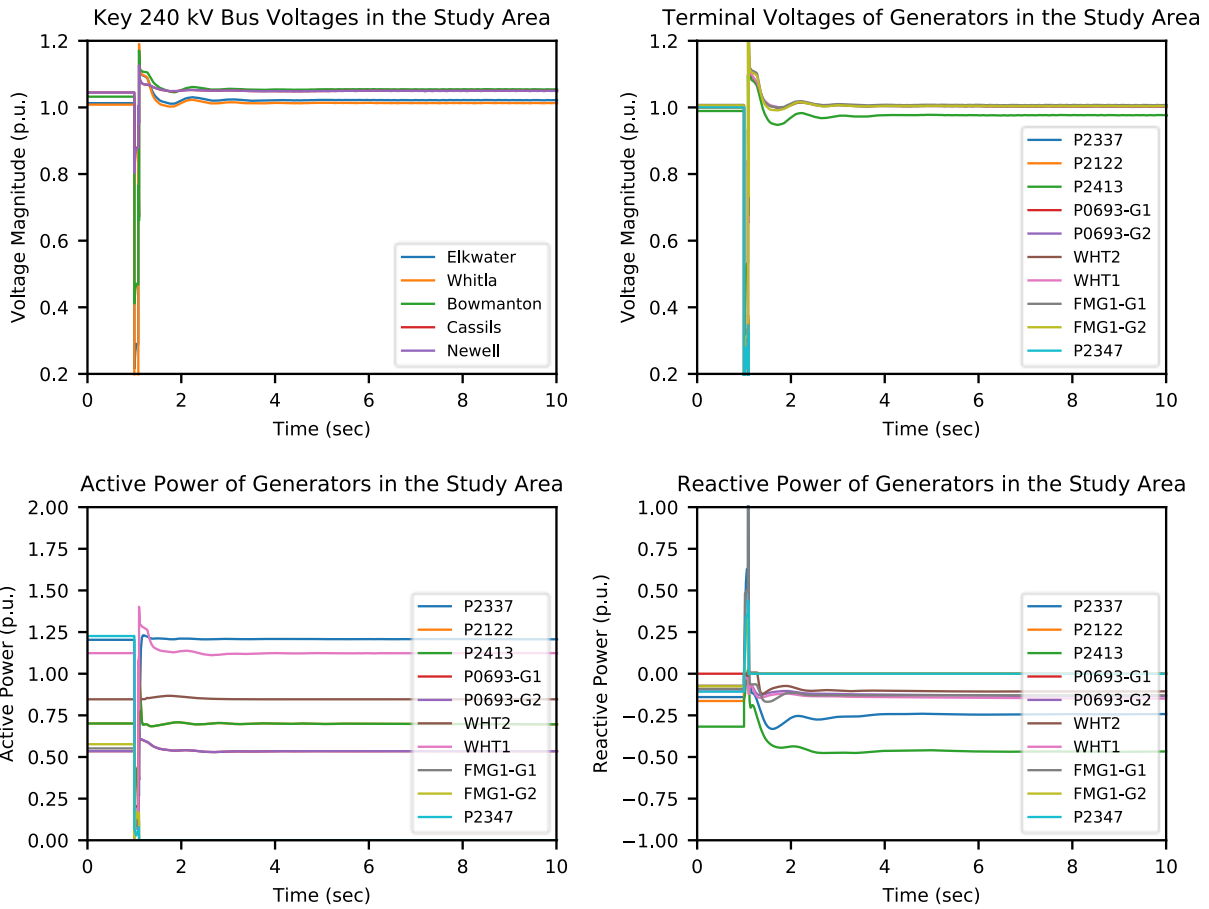 Key 240 kV Bus Voltages in the Study Area
Voltage Magnitude (p.u.)
1.2
1.0
0.8
0.6
0.4
0.2
0
2
4
6
8
10
Time (sec)
Elkwater
Whitla
Bowmanton
Cassils
Newell
Terminal Voltages of Generators in the Study Area
Voltage Magnitude (p.u.)
1.2
1.0
0.8
0.6
0.4
0.2
0
2
4
6
8
10
Time (sec)
P2337
P2122
P2413
P0693-G1
P0693-G2
WHT2
WHT1
FMG1-G1
FMG1-G2
P2347
Active Power of Generators in the Study Area
Active Power (p.u.)
2.00
1.75
1.50
1.25
1.00
0.75
0.50
0.25
0.00
0
2
4
6
8
10
Time (sec)
P2337
P2122
P2413
P0693-G1
P0693-G2
WHT2
WHT1
FMG1-G1
FMG1-G2
P2347
Reactive Power of Generators in the Study Area
Reactive Power (p.u.)
1.00
0.75
0.50
0.25
0.00
−0.25
−0.50
−0.75
−1.00
0
2
4
6
8
10
Time (sec)
P2337
P2122
P2413
P0693-G1
P0693-G2
WHT2
WHT1
FMG1-G1
FMG1-G2
P2347